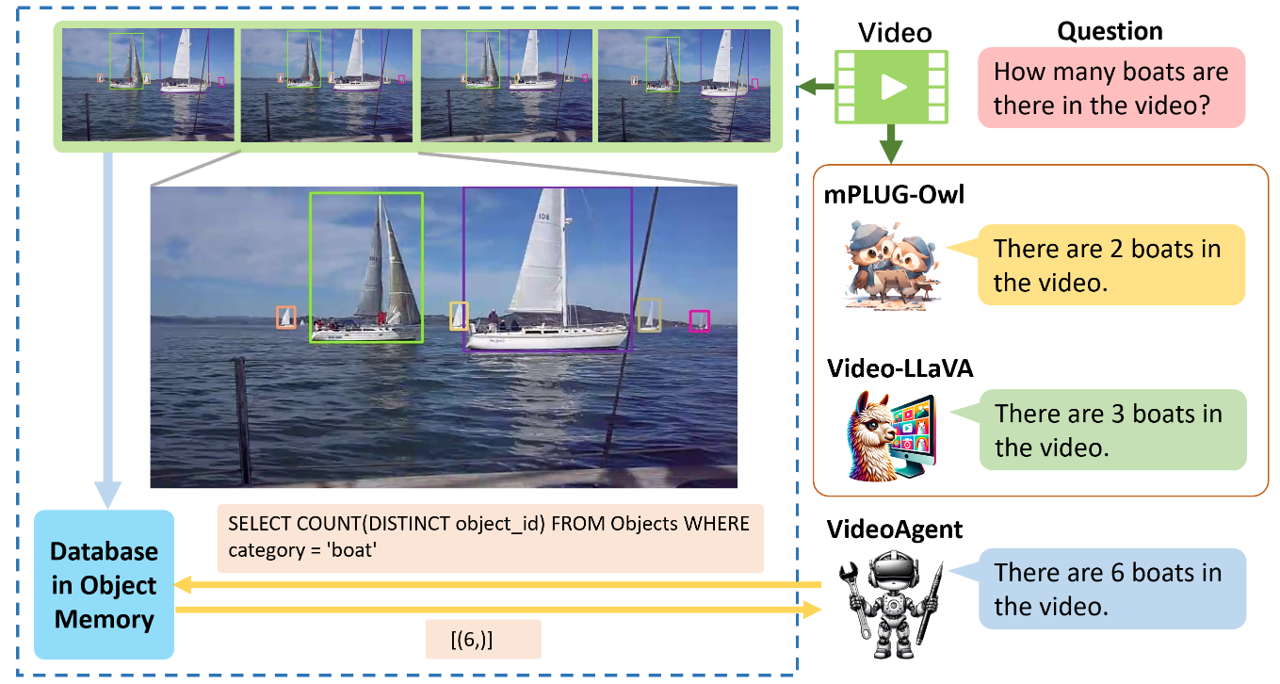 Video
Question
How many boats are
there in the video?
mPLUG-Owl
There are 2 boats in
the video.
Video-LLaVA
There are 3 boats in
the video.
SELECT COUNT(DISTINCT object_id) FROM Objects WHERE
category = 'boat'
Database
in Object
Memory
[(6,)]
VideoAgent
There are 6 boats in
the video.
108